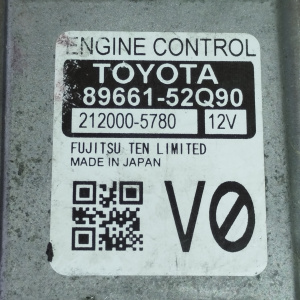 ENGINE CONTROL
TOYOTA
89661-52Q90
212000-5780 12V
FUJITSU TEN LIMITED
MADE IN JAPAN
V0